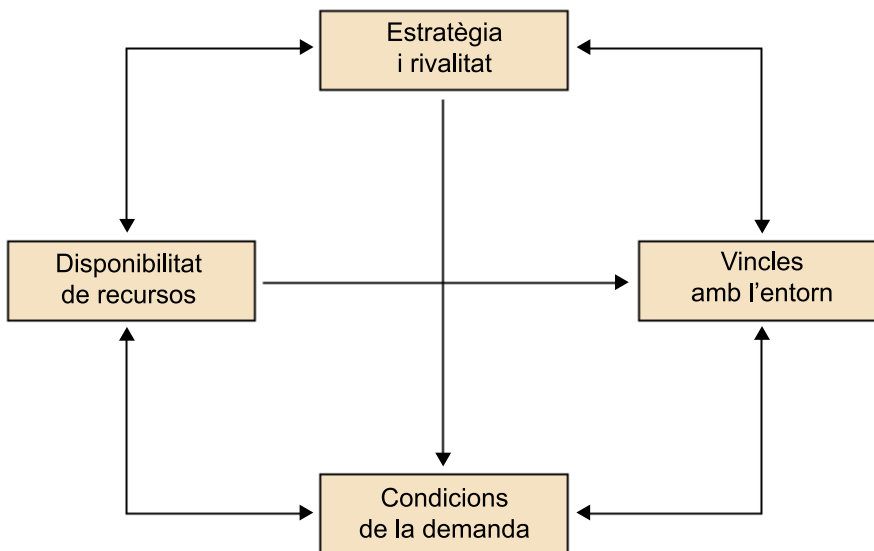 Estratègia
i rivalitat
Disponibilitat
de recursos
Vincles
amb l’entorn
Condicions
de la demanda